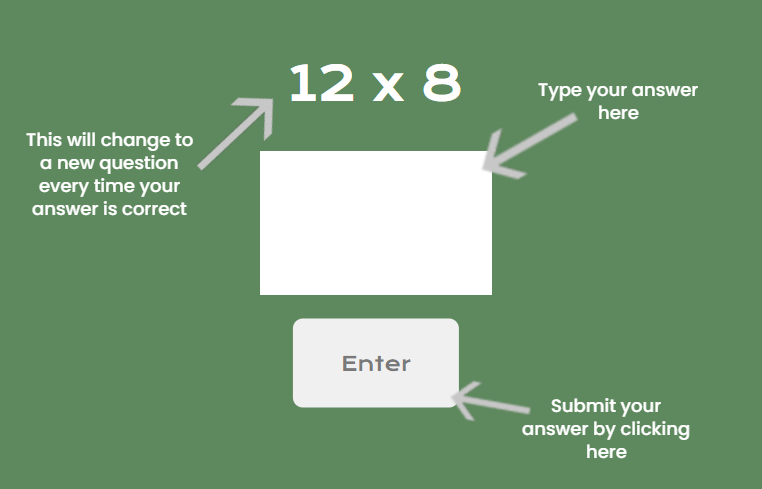 12 x 8
Type your answer
here
This will change to
a new question
every time your
answer is correct
Enter
Submit your
answer by clicking
here